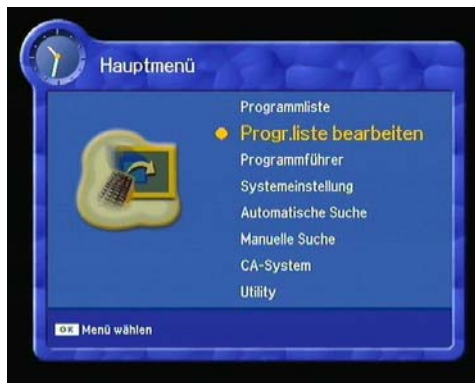 Hauptmenü
Programmliste
Progr.liste bearbeiten
Programmführer
Systemeinstellung
Automatische Suche
Manuelle Suche
CA-System
Utility
OK Menü wählen